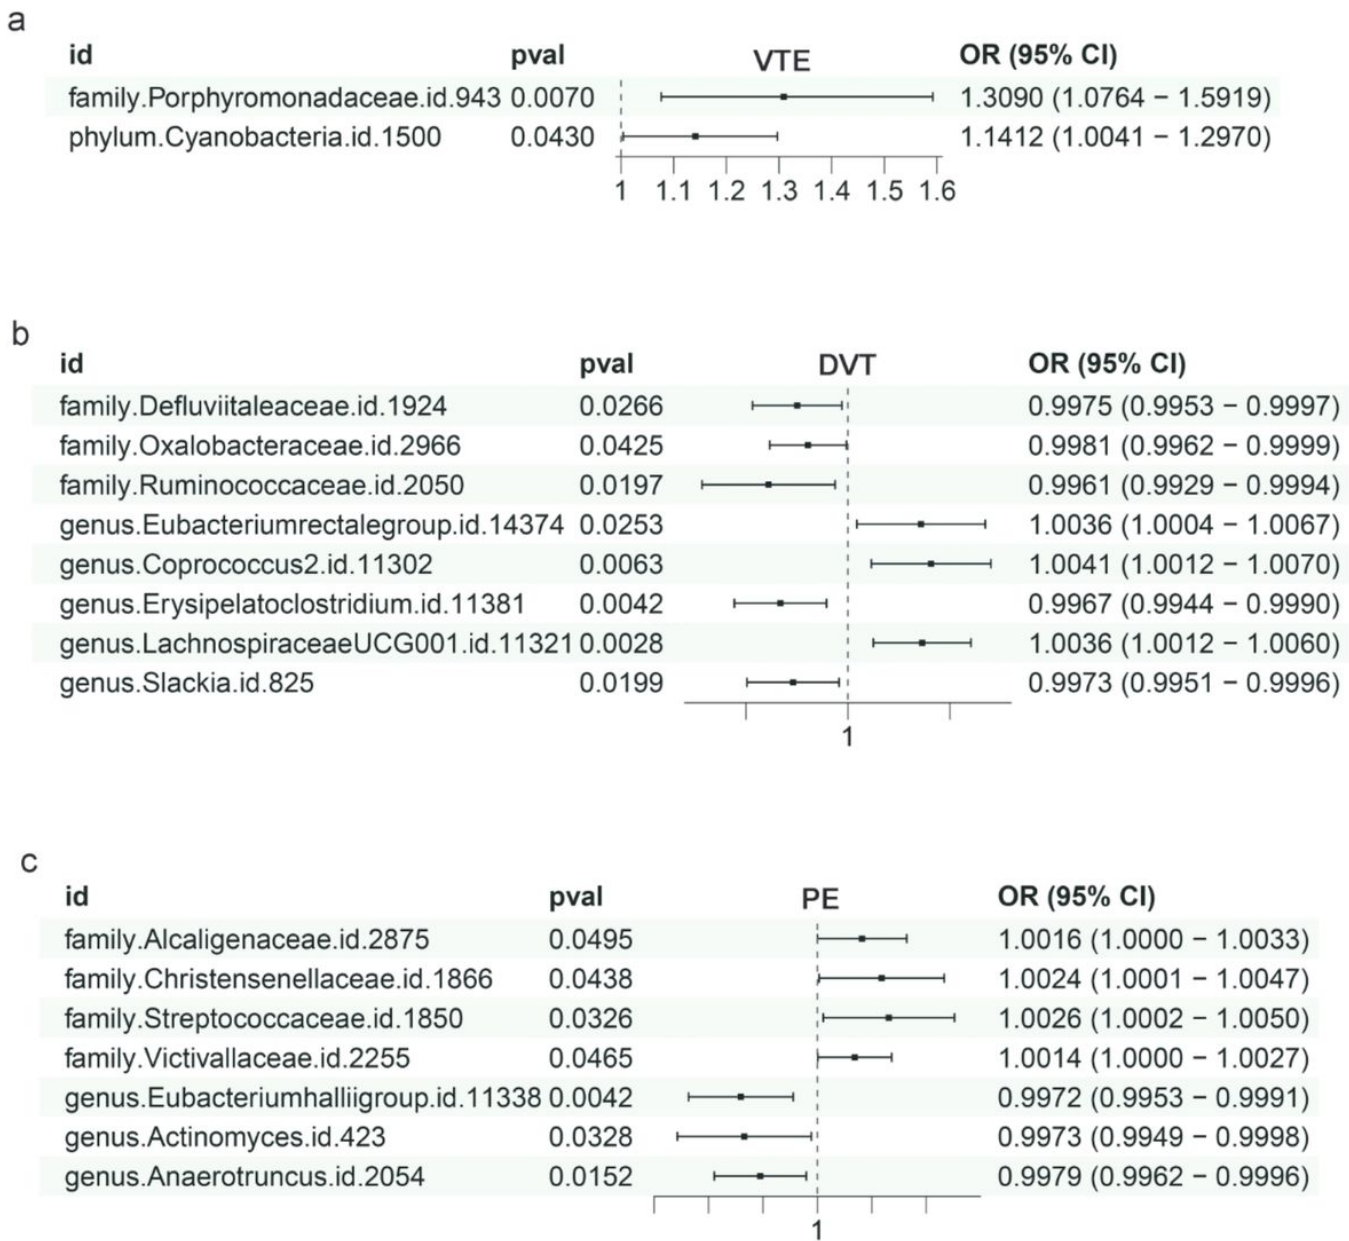 a
id pval VTE OR (95% CI)
family.Porphyromonadaceae.id.943 0.0070 1.3090 (1.0764 − 1.5919)
phylum.Cyanobacteria.id.1500 0.0430 1.1412 (1.0041 − 1.2970)
1 1.1 1.2 1.3 1.4 1.5 1.6
b
id pval DVT OR (95% CI)
family.Defluviitaleaceae.id.1924 0.0266 0.9975 (0.9953 − 0.9997)
family.Oxalobacteraceae.id.2966 0.0425 0.9981 (0.9962 − 0.9999)
family.Ruminococcaceae.id.2050 0.0197 0.9961 (0.9929 − 0.9994)
genus.Eubacteriumrectalegroup.id.14374 0.0253 1.0036 (1.0004 − 1.0067)
genus.Coprococcus2.id.11302 0.0063 1.0041 (1.0012 − 1.0070)
genus.Erysipelatoclostridium.id.11381 0.0042 0.9967 (0.9944 − 0.9990)
genus.LachnospiraceaeUCG001.id.11321 0.0028 1.0036 (1.0012 − 1.0060)
genus.Slackia.id.825 0.0199 0.9973 (0.9951 − 0.9996)
1
c
id pval PE OR (95% CI)
family.Alcaligenaceae.id.2875 0.0495 1.0016 (1.0000 − 1.0033)
family.Christensenellaceae.id.1866 0.0438 1.0024 (1.0001 − 1.0047)
family.Streptococcaceae.id.1850 0.0326 1.0026 (1.0002 − 1.0050)
family.Victivallaceae.id.2255 0.0465 1.0014 (1.0000 − 1.0027)
genus.Eubacteriumhalliigroup.id.11338 0.0042 0.9972 (0.9953 − 0.9991)
genus.Actinomyces.id.423 0.0328 0.9973 (0.9949 − 0.9998)
genus.Anaerotruncus.id.2054 0.0152 0.9979 (0.9962 − 0.9996)
1